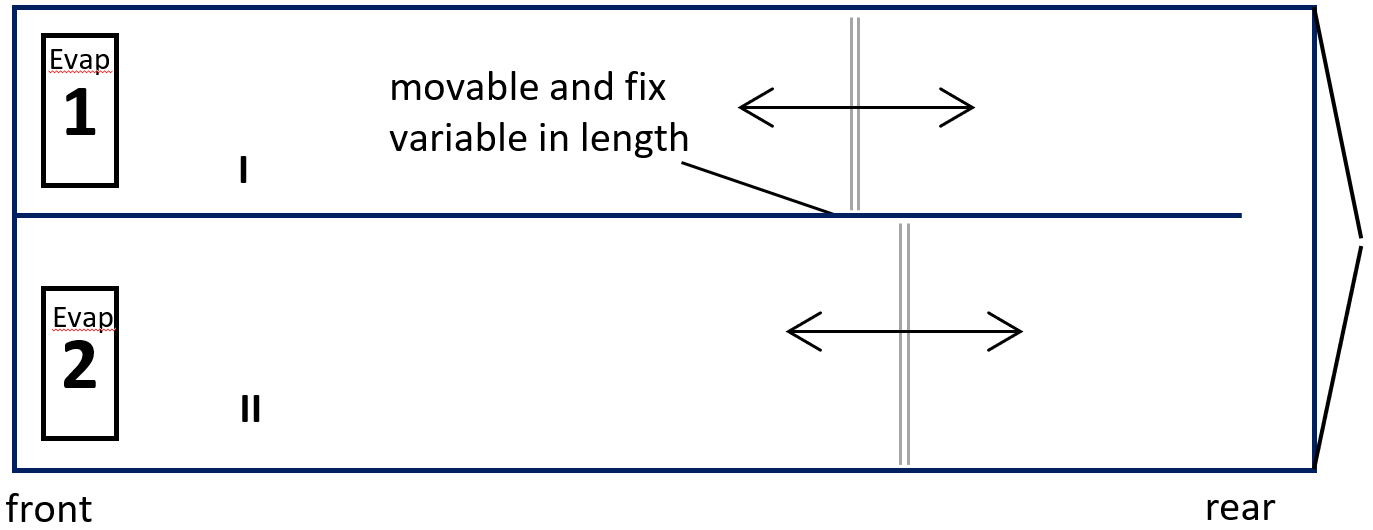 Evap
1
movable and fix
variable in length
I
Evap
2
II
front
rear